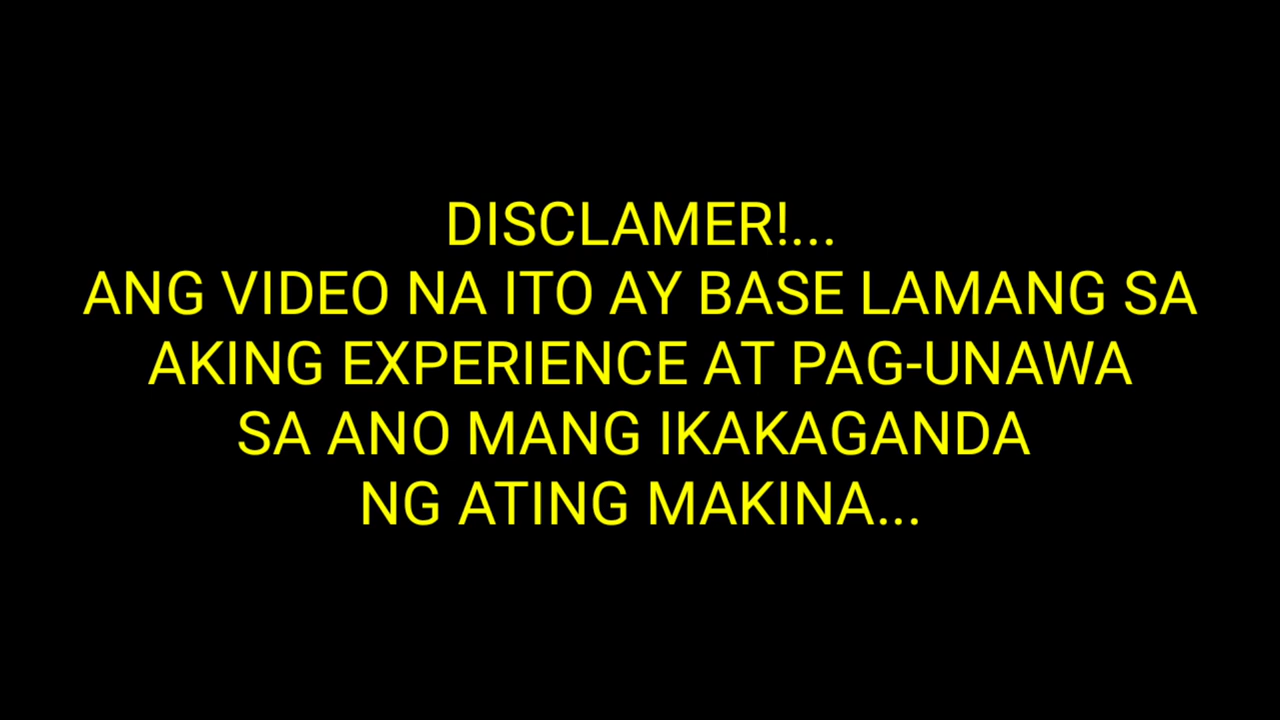 DISCLAMER!...
ANG VIDEO NA ITO AY BASE LAMANG SA
AKING EXPERIENCE AT PAG-UNAWA
SA ANO MANG IKAKAGANDA
NG ATING MAKINA...